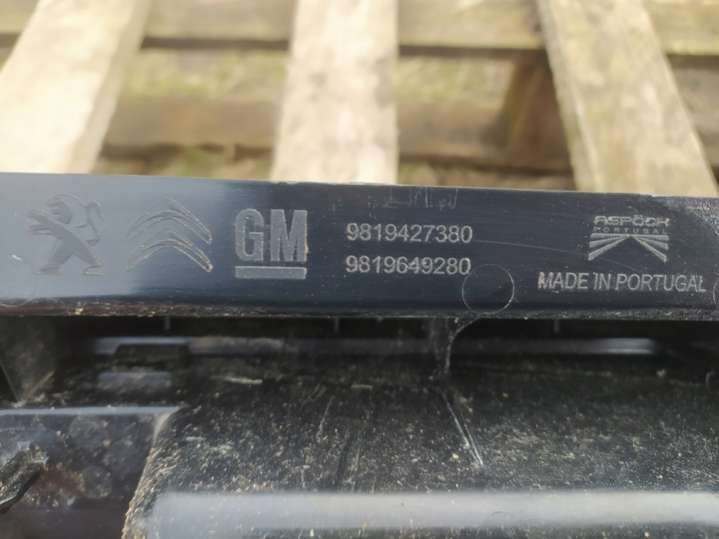 GM
9819427380
9819649280
ASPÖCK
PORTUGAL
MADE IN PORTUGAL